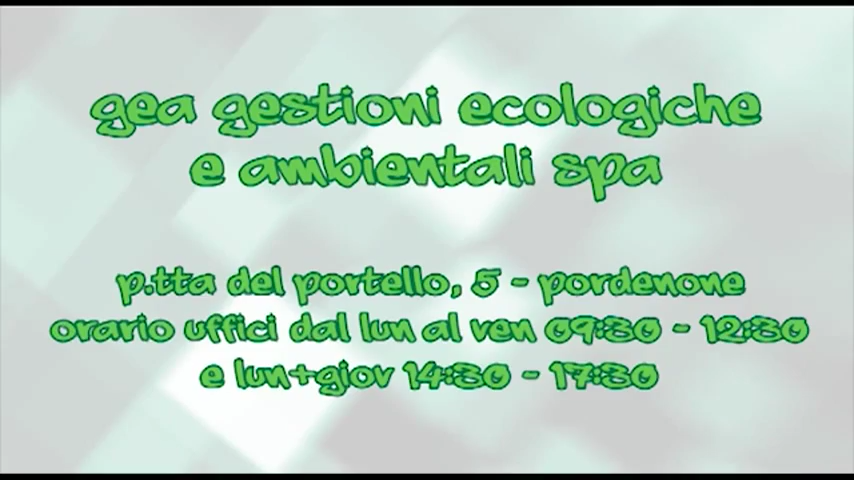 gea gestioni ecologiche
e ambientali spa
p.tta del portello, 5 - pordenone
orario uffici dal lun al ven 09:30 - 12:30
e lun+giov 14:30 - 17:30